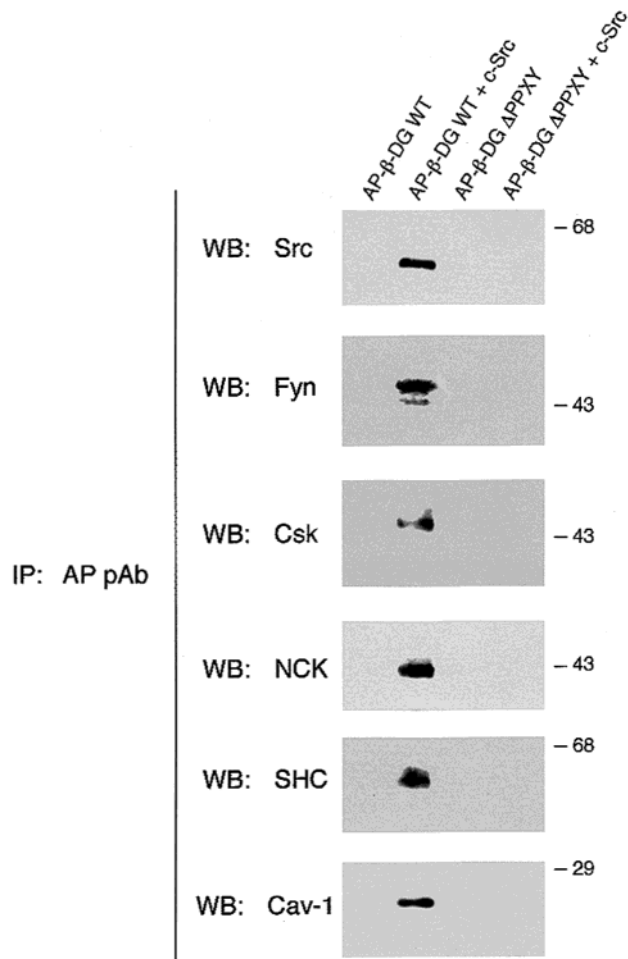 AP-β-DG WT
AP-β-DG WT + c-Src
AP-β-DG ΔPPXY
AP-β-DG ΔPPXY + c-Src
WB: Src
– 68
WB: Fyn
– 43
WB: Csk
– 43
IP: AP pAb
WB: NCK
– 43
WB: SHC
– 68
WB: Cav-1
– 29